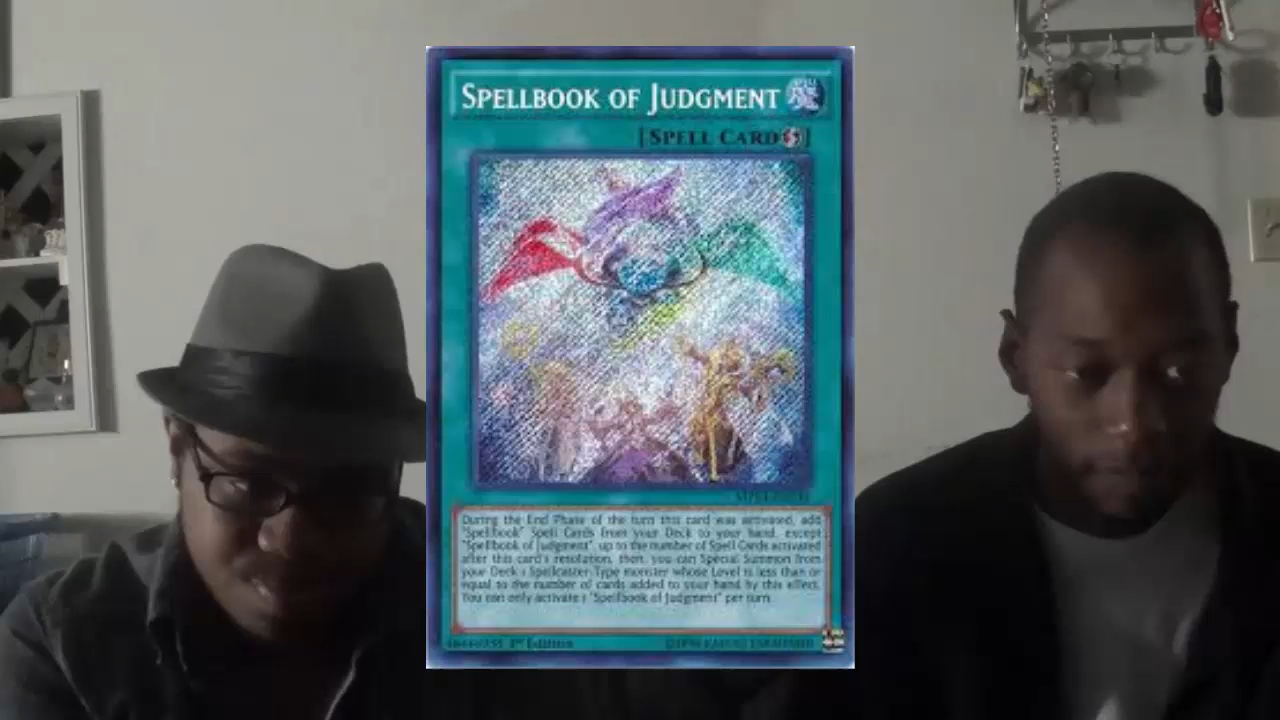 SPELLBOOK OF JUDGMENT
[SPELL CARD ]
During the End Phase of the turn this card was activated, add
"Spellbook" Spell Cards from your Deck to your hand, except
"Spellbook of Judgment", up to the number of Spell Cards activated
after this card's resolution, then, you can Special Summon from
your Deck 1 Spellcaster-Type monster whose Level is less than or
equal to the number of cards added to your hand by this effect.
You can only activate 1 "Spellbook of Judgment" per turn.
1st Edition